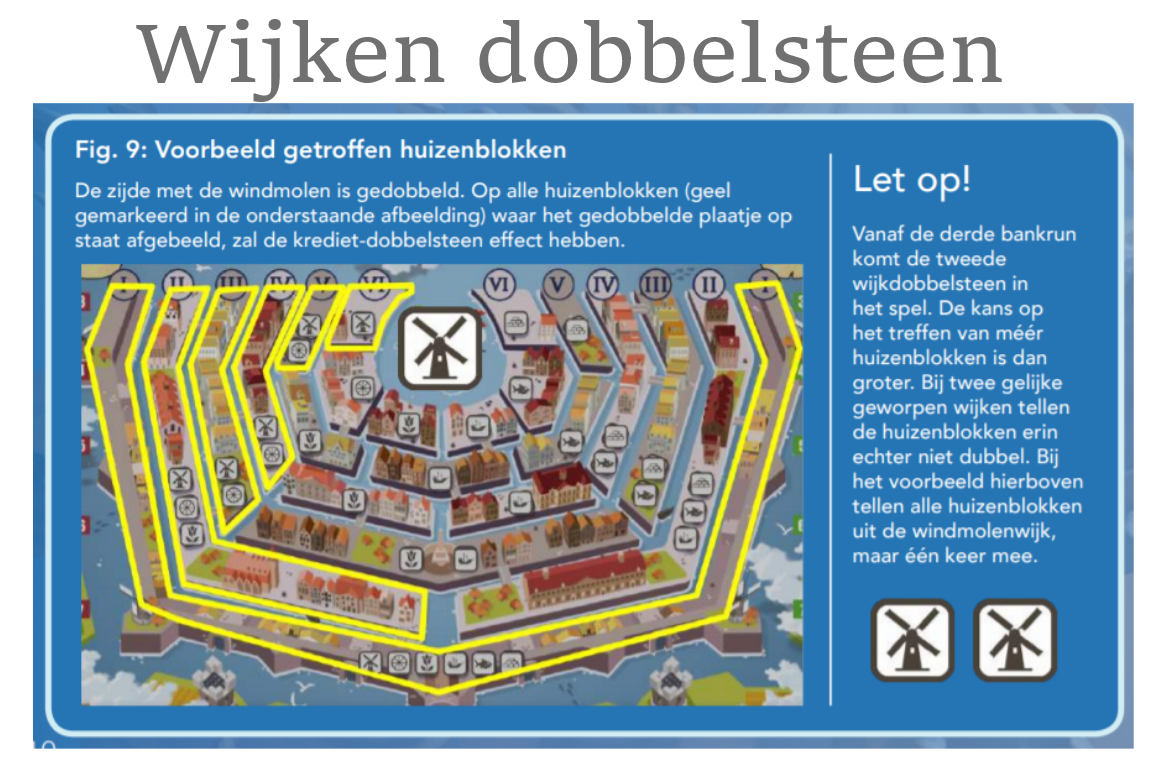 Wijken dobbelsteen
Fig. 9: Voorbeeld getroffen huizenblokken
De zijde met de windmolen is gedobbeld. Op alle huizenblokken (geel
gemarkeerd in de onderstaande afbeelding) waar het gedobbelde plaatje op
staat afgebeeld, zal de krediet-dobbelsteen effect hebben.
I II III IV V VI VI V IV III II I
Let op!
Vanaf de derde bankrun
komt de tweede
wijkdobbelsteen in
het spel. De kans op
het treffen van méér
huizenblokken is dan
groter. Bij twee gelijke
geworpen wijken tellen
de huizenblokken erin
echter niet dubbel. Bij
het voorbeeld hierboven
tellen alle huizenblokken
uit de windmolenwijk,
maar één keer mee.